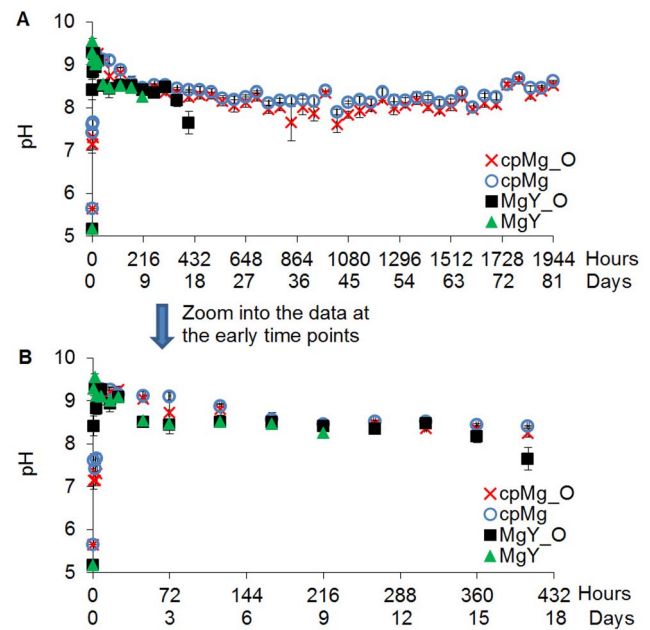 A
10
9
8
7
6
5
pH
cpMg_O
cpMg
MgY_O
MgY
0 216 432 648 864 1080 1296 1512 1728 1944 Hours
0 9 18 27 36 45 54 63 72 81 Days
Zoom into the data at
the early time points
B
10
9
8
7
6
5
pH
cpMg_O
cpMg
MgY_O
MgY
0 72 144 216 288 360 432 Hours
0 3 6 9 12 15 18 Days